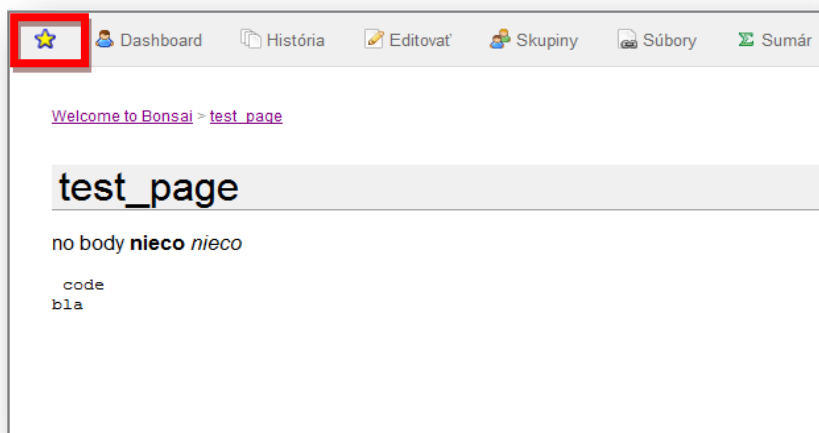 Dashboard História Editovať Skupiny Súbory Sumár
Welcome to Bonsai > test_page
test_page
no body nieco nieco
code
bla